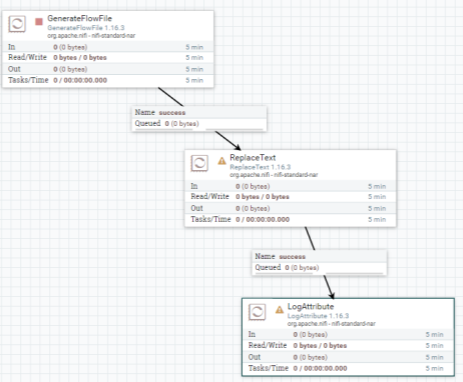 GenerateFlowFile
GenerateFlowFile 1.16.3
org.apache.nifi - nifi-standard-nar
In 0 (0 bytes) 5 min
Read/Write 0 bytes / 0 bytes 5 min
Out 0 (0 bytes) 5 min
Tasks/Time 0 / 00:00:00.000 5 min
Name success
Queued 0 (0 bytes)
ReplaceText
ReplaceText 1.16.3
org.apache.nifi - nifi-standard-nar
In 0 (0 bytes) 5 min
Read/Write 0 bytes / 0 bytes 5 min
Out 0 (0 bytes) 5 min
Tasks/Time 0 / 00:00:00.000 5 min
Name success
Queued 0 (0 bytes)
LogAttribute
LogAttribute 1.16.3
org.apache.nifi - nifi-standard-nar
In 0 (0 bytes) 5 min
Read/Write 0 bytes / 0 bytes 5 min
Out 0 (0 bytes) 5 min
Tasks/Time 0 / 00:00:00.000 5 min